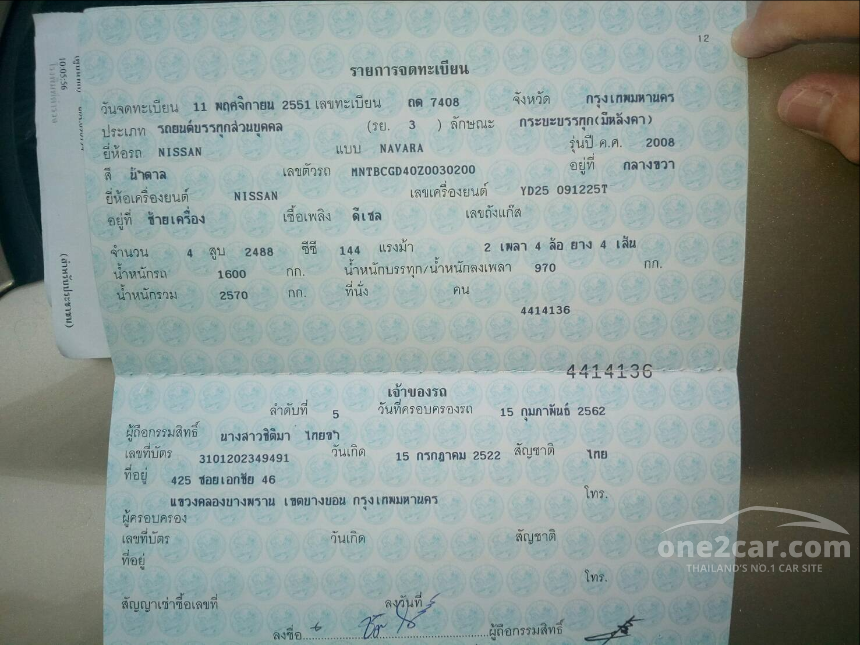 12
รายการจดทะเบียน
วันจดทะเบียน 11 พฤศจิกายน 2551 เลขทะเบียน ถต 7408 จังหวัด กรุงเทพมหานคร
ประเภท รถยนต์บรรทุกส่วนบุคคล (รย. 3 ) ลักษณะ กระบะบรรทุก(มีหลังคา)
ยี่ห้อรถ NISSAN แบบ NAVARA รุ่นปี ค.ศ. 2008
สี น้ำตาล เลขตัวรถ MNTBCGD40Z0030200 อยู่ที่ กลางขวา
ยี่ห้อเครื่องยนต์ NISSAN เลขเครื่องยนต์ YD25 091225T
อยู่ที่ ซ้ายเครื่อง เชื้อเพลิง ดีเซล เลขถังแก๊ส
จำนวน 4 สูบ 2488 ซีซี 144 แรงม้า 2 เพลา 4 ล้อ ยาง 4 เส้น
น้ำหนักรถ 1600 กก. น้ำหนักบรรทุก/น้ำหนักลงเพลา 970 กก.
น้ำหนักรวม 2570 กก. ที่นั่ง คน
4414136
4414136
เจ้าของรถ
ลำดับที่ 5 วันที่ครอบครองรถ 15 กุมภาพันธ์ 2562
ผู้ถือกรรมสิทธิ์ นางสาวธิติมา ไทยขำ
เลขที่บัตร 3101202349491 วันเกิด 15 กรกฎาคม 2522 สัญชาติ ไทย
ที่อยู่ 425 ซอยเอกชัย 46
แขวงคลองบางพราน เขตบางบอน กรุงเทพมหานคร โทร.
ผู้ครอบครอง
เลขที่บัตร วันเกิด สัญชาติ
ที่อยู่
โทร.
สัญญาเช่าซื้อเลขที่ ลงวันที่
ลงชื่อ ผู้ถือกรรมสิทธิ์
10:05:56
(สำหรับประชาชน)
one2car.com
THAILAND'S NO.1 CAR SITE